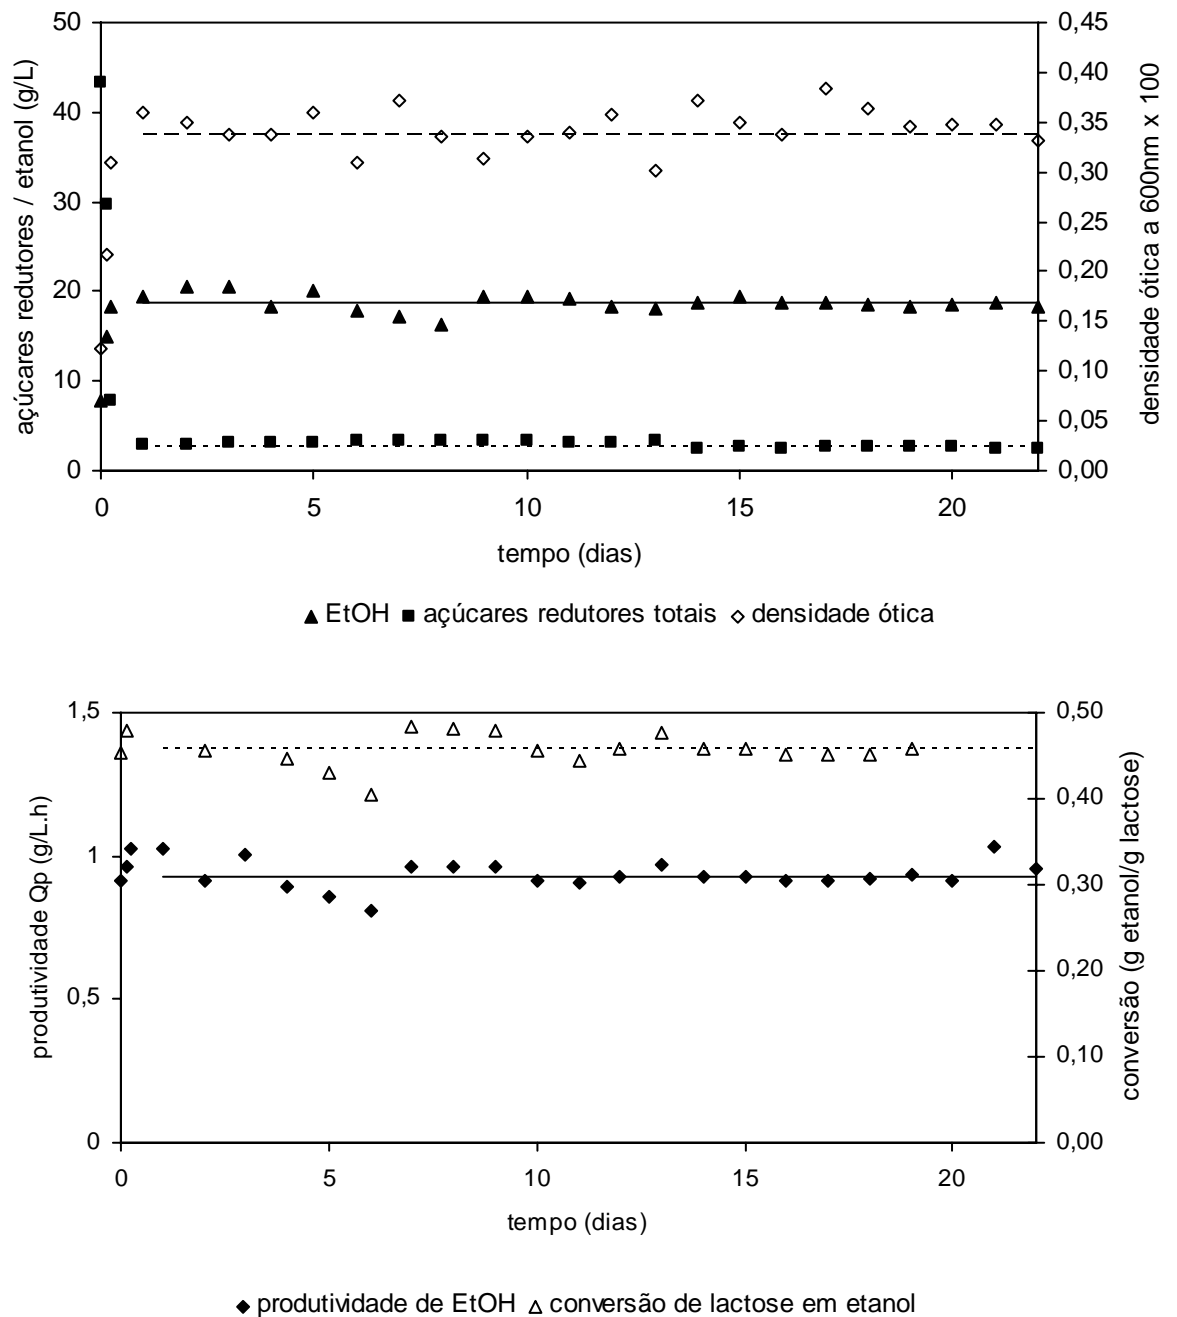 50
40
30
20
10
0
açúcares redutores / etanol (g/L)
0,45
0,40
0,35
0,30
0,25
0,20
0,15
0,10
0,05
0,00
densidade ótica a 600nm x 100
0 5 10 15 20
tempo (dias)
EtOH açúcares redutores totais densidade ótica
1,5
1
0,5
0
produtividade Qp (g/L.h)
0,50
0,40
0,30
0,20
0,10
0,00
conversão (g etanol/g lactose)
0 5 10 15 20
tempo (dias)
produtividade de EtOH conversão de lactose em etanol